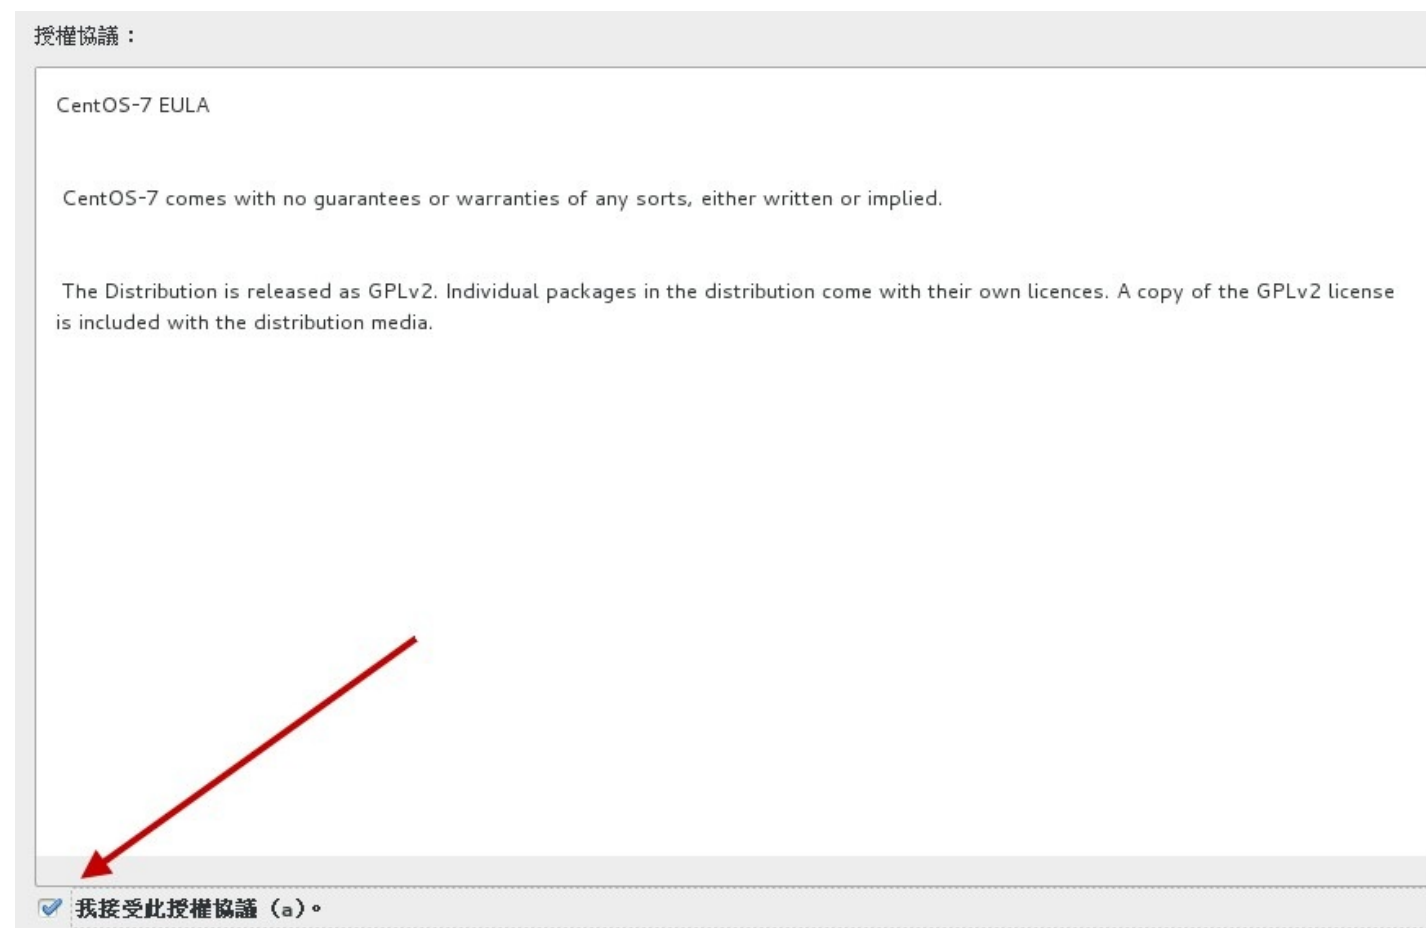 授權協議：
CentOS-7 EULA
CentOS-7 comes with no guarantees or warranties of any sorts, either written or implied.
The Distribution is released as GPLv2. Individual packages in the distribution come with their own licences. A copy of the GPLv2 license
is included with the distribution media.
我接受此授權協議（a）。